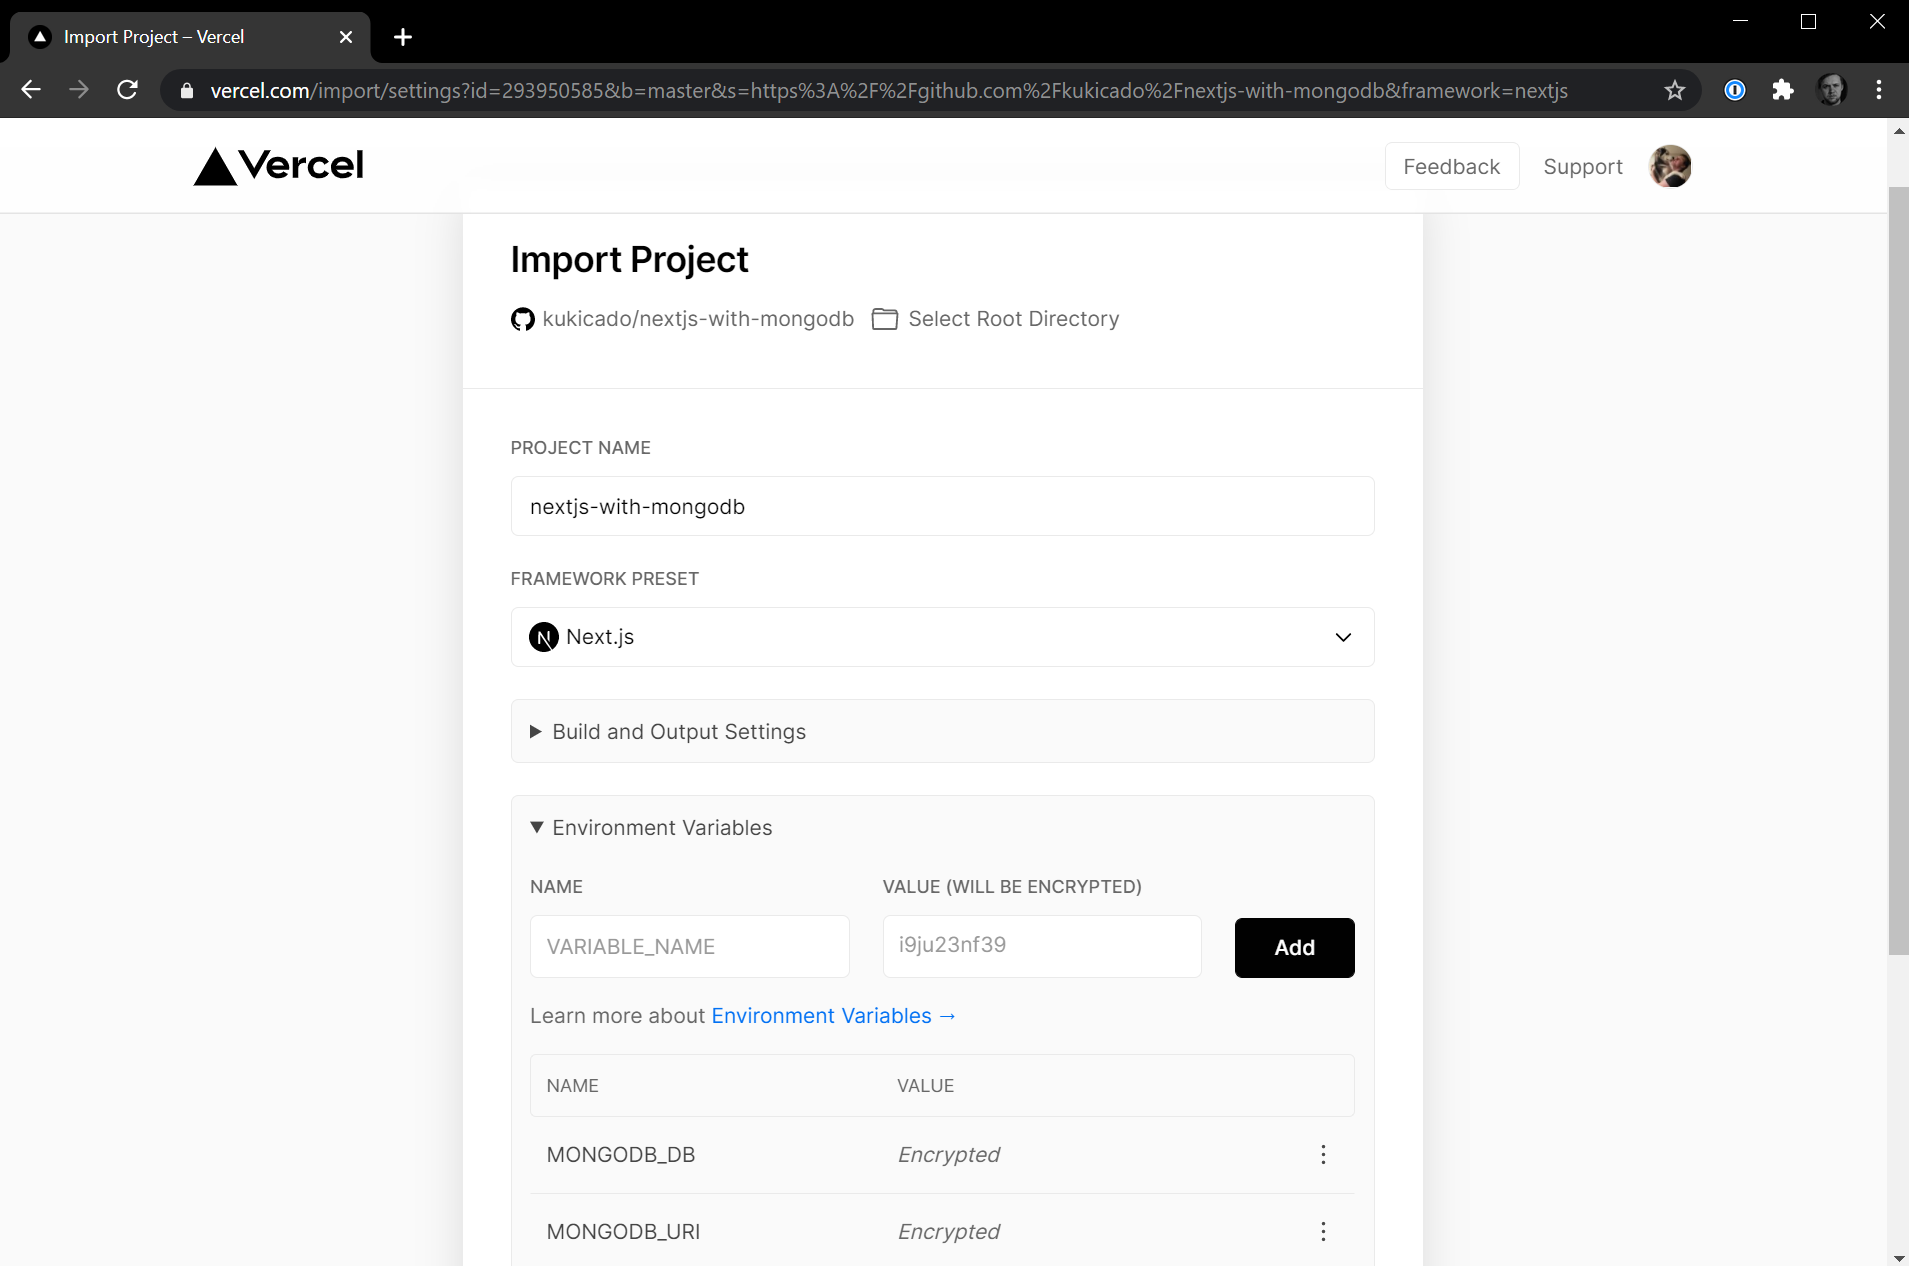 Import Project – Vercel
vercel.com/import/settings?id=293950585&b=master&s=https%3A%2F%2Fgithub.com%2Fkukicado%2Fnextjs-with-mongodb&framework=nextjs
Vercel
Feedback
Support
Import Project
kukicado/nextjs-with-mongodb
Select Root Directory
PROJECT NAME
nextjs-with-mongodb
FRAMEWORK PRESET
N Next.js
Build and Output Settings
Environment Variables
NAME
VALUE (WILL BE ENCRYPTED)
VARIABLE_NAME
i9ju23nf39
Add
Learn more about Environment Variables →
NAME
VALUE
MONGODB_DB
Encrypted
MONGODB_URI
Encrypted